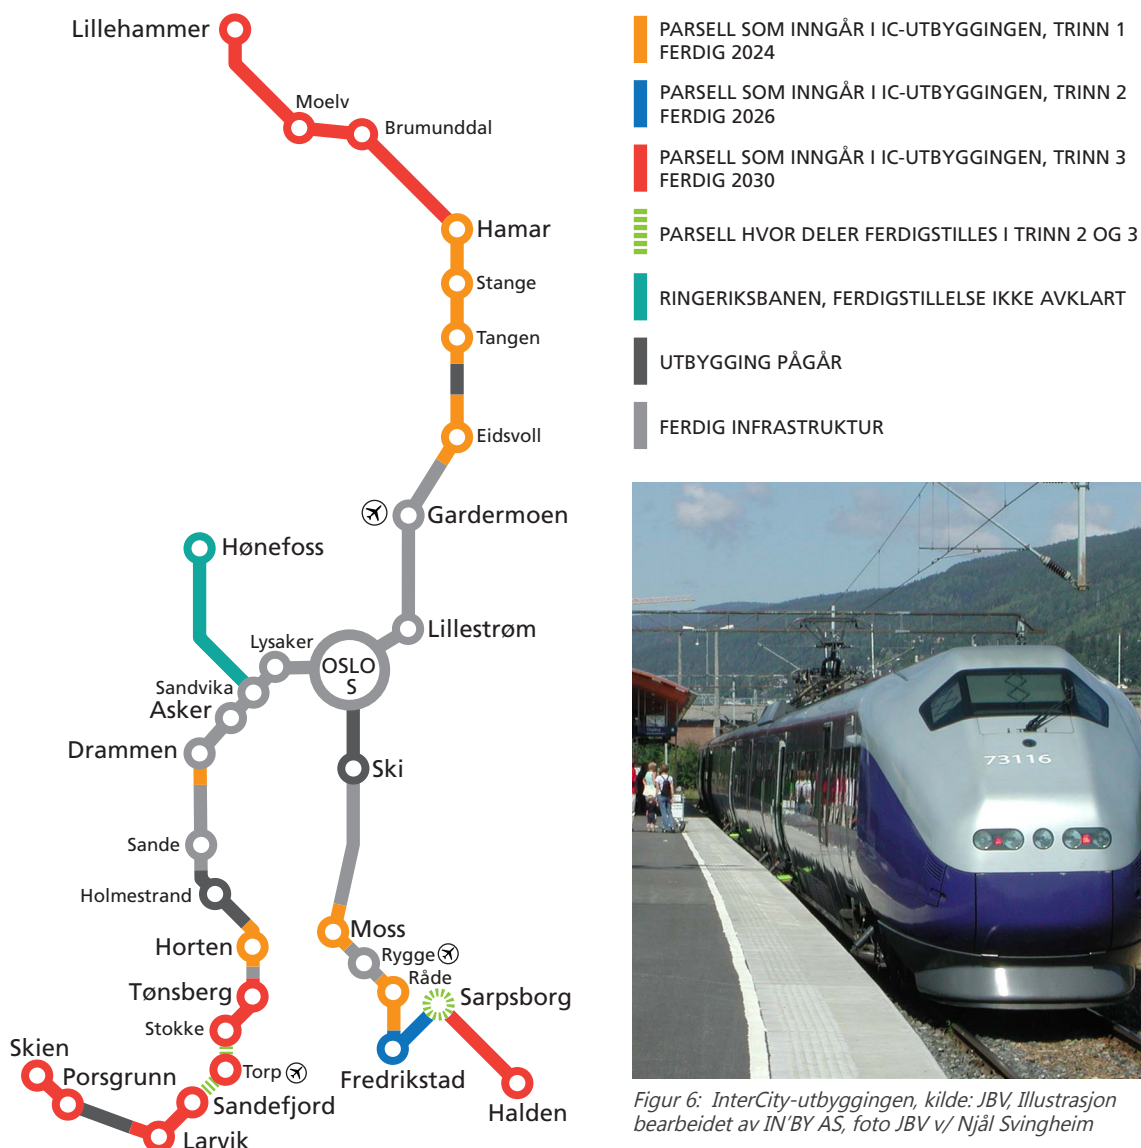 Lillehammer
Moelv
Brumunddal
Hamar
Stange
Tangen
Eidsvoll
Gardermoen
Hønefoss
Lillestrøm
Lysaker
OSLO
S
Sandvika
Asker
Drammen
Ski
Sande
Holmestrand
Moss
Horten
Rygge
Råde
Tønsberg
Sarpsborg
Stokke
Skien
Torp
Porsgrunn
Fredrikstad
Sandefjord
Halden
Larvik
PARSELL SOM INNGÅR I IC-UTBYGGINGEN, TRINN 1
FERDIG 2024
PARSELL SOM INNGÅR I IC-UTBYGGINGEN, TRINN 2
FERDIG 2026
PARSELL SOM INNGÅR I IC-UTBYGGINGEN, TRINN 3
FERDIG 2030
PARSELL HVOR DELER FERDIGSTILLES I TRINN 2 OG 3
RINGERIKSBANEN, FERDIGSTILLELSE IKKE AVKLART
UTBYGGING PÅGÅR
FERDIG INFRASTRUKTUR
73116
Figur 6: InterCity-utbyggingen, kilde: JBV, Illustrasjon
bearbeidet av IN'BY AS, foto JBV v/ Njål Svingheim